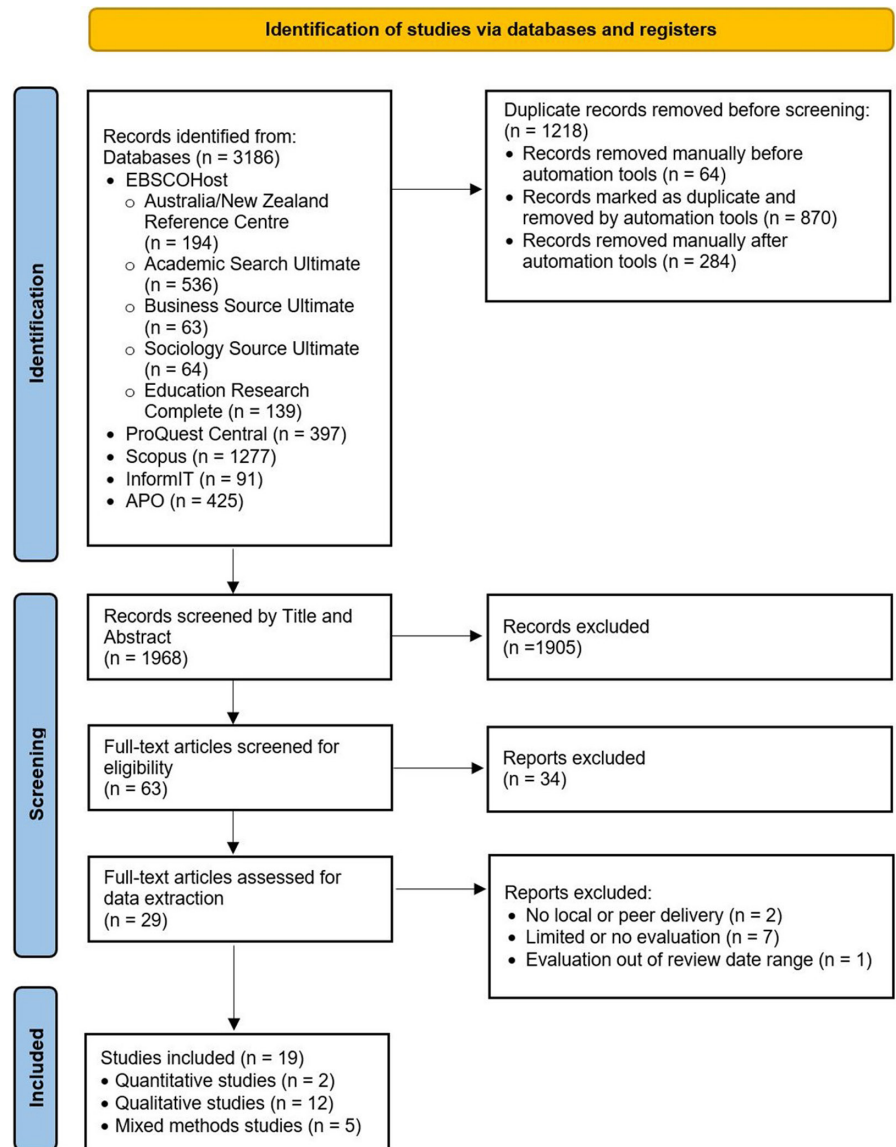 Identification of studies via databases and registers
Identification
Records identified from:
Databases (n = 3186)
• EBSCOHost
o Australia/New Zealand
Reference Centre
(n = 194)
o Academic Search Ultimate
(n = 536)
o Business Source Ultimate
(n = 63)
o Sociology Source Ultimate
(n = 64)
o Education Research
Complete (n = 139)
• ProQuest Central (n = 397)
• Scopus (n = 1277)
• InformIT (n = 91)
• APO (n = 425)
Duplicate records removed before screening:
(n = 1218)
• Records removed manually before
automation tools (n = 64)
• Records marked as duplicate and
removed by automation tools (n = 870)
• Records removed manually after
automation tools (n = 284)
Screening
Records screened by Title and
Abstract
(n = 1968)
Records excluded
(n =1905)
Full-text articles screened for
eligibility
(n = 63)
Reports excluded
(n = 34)
Full-text articles assessed for
data extraction
(n = 29)
Reports excluded:
• No local or peer delivery (n = 2)
• Limited or no evaluation (n = 7)
• Evaluation out of review date range (n = 1)
Included
Studies included (n = 19)
• Quantitative studies (n = 2)
• Qualitative studies (n = 12)
• Mixed methods studies (n = 5)